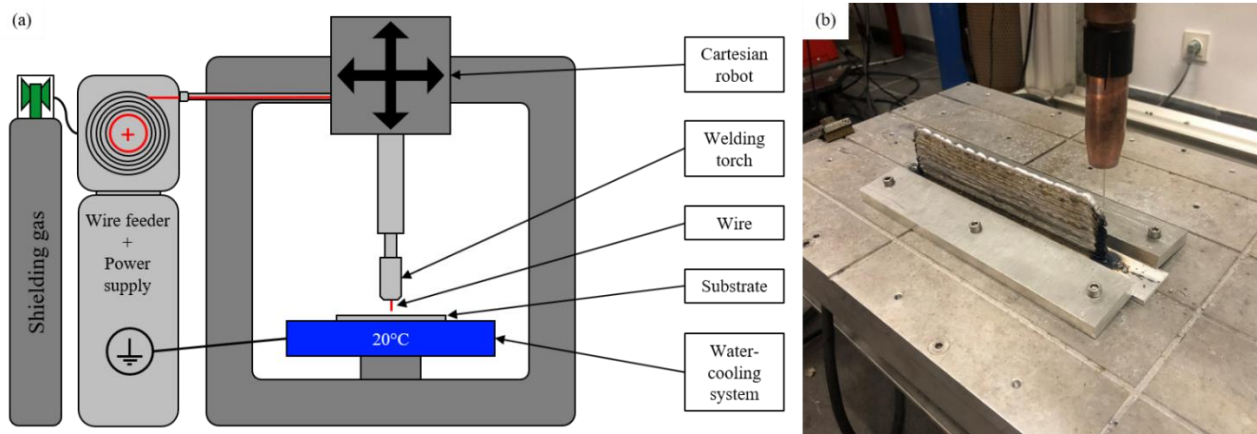 (a)
Shielding gas
Wire feeder
+
Power
supply
20°C
Cartesian
robot
Welding
torch
Wire
Substrate
Water-
cooling
system
(b)